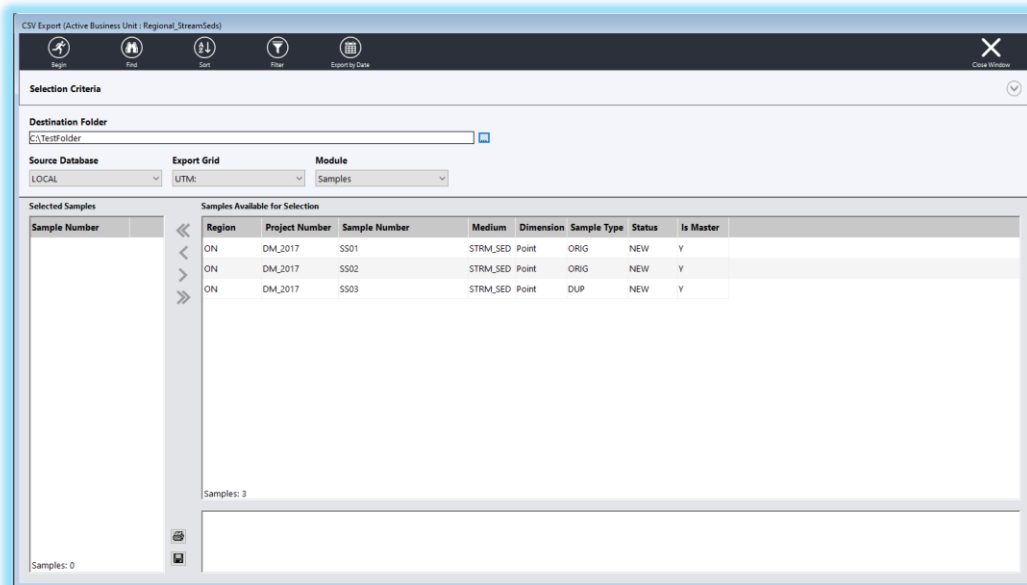 CSV Export (Active Business Unit : Regional_StreamSeds)
Begin Find Sort Filter Export by Date Close Window
Selection Criteria
Destination Folder
C:\TestFolder
Source Database Export Grid Module
LOCAL UTM: Samples
Selected Samples Samples Available for Selection
Sample Number Region Project Number Sample Number Medium Dimension Sample Type Status Is Master
ON DM_2017 SS01 STRM_SED Point ORIG NEW Y
ON DM_2017 SS02 STRM_SED Point ORIG NEW Y
ON DM_2017 SS03 STRM_SED Point DUP NEW Y
Samples: 3
Samples: 0